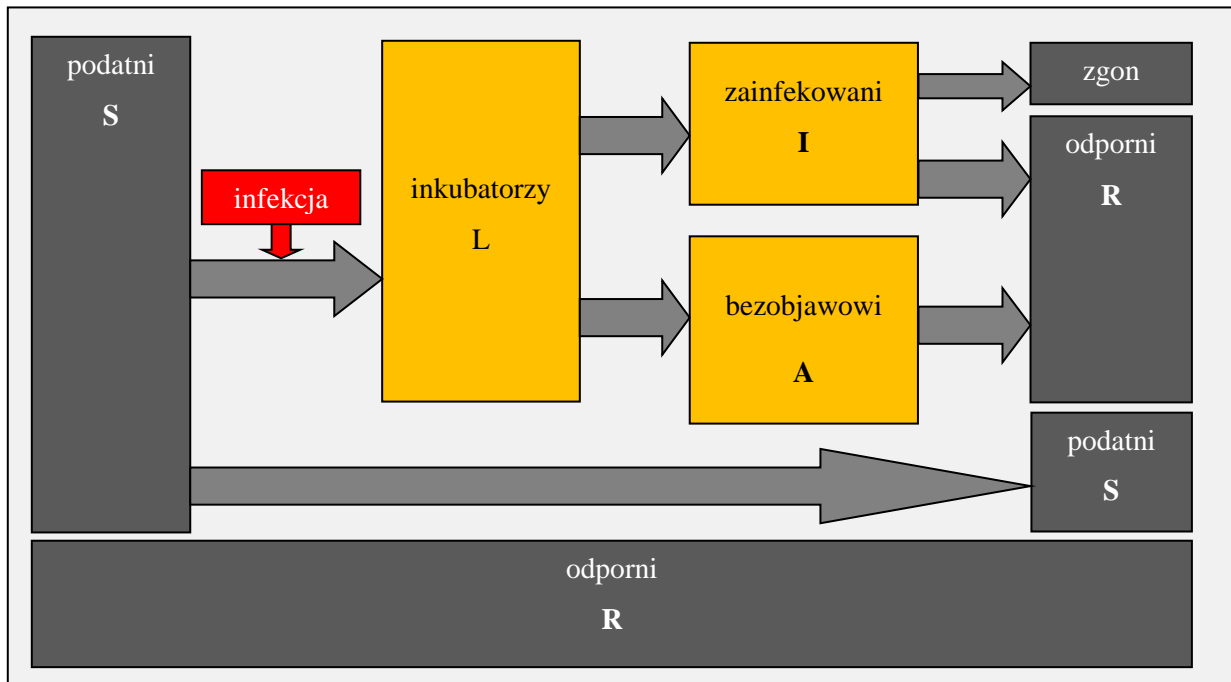 podatni
S
infekcja
inkubatorzy
L
zainfekowani
I
bezobjawowi
A
zgon
odporni
R
podatni
S
odporni
R